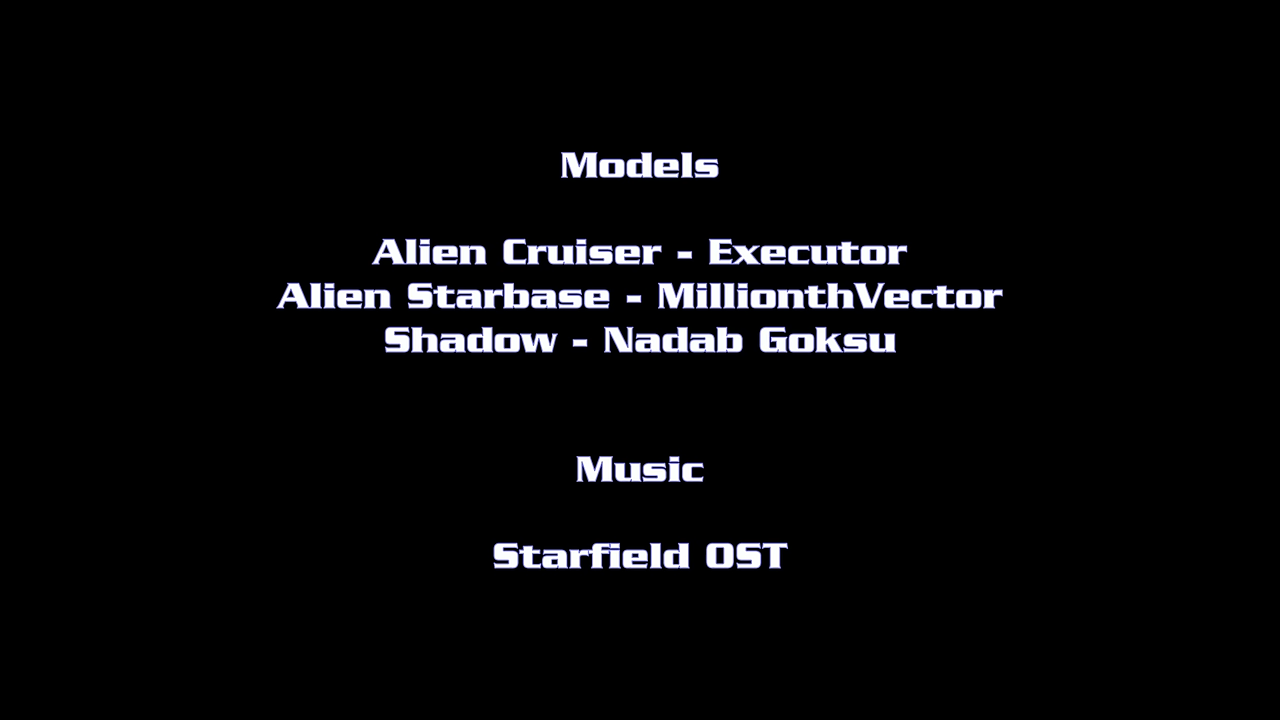 Models
Alien Cruiser - Executor
Alien Starbase - MillionthVector
Shadow - Nadab Goksu
Music
Starfield OST